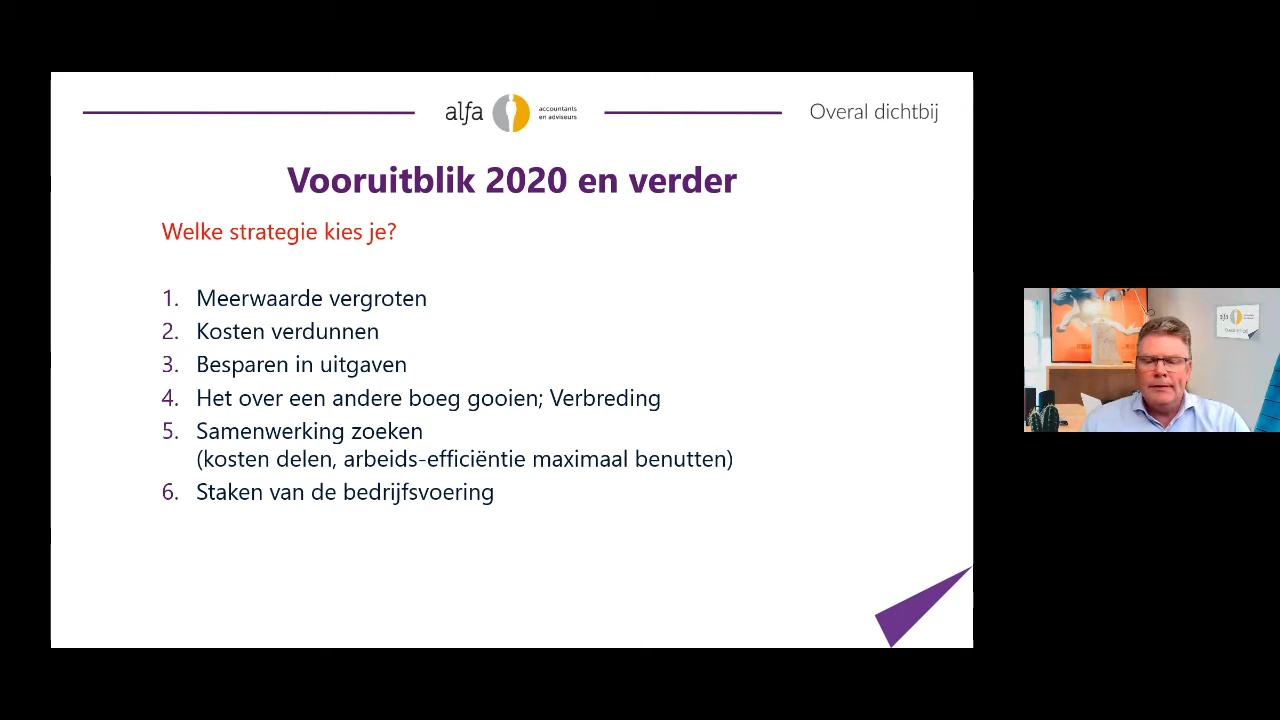 alfa
accountants
en adviseurs
Overal dichtbij
Vooruitblik 2020 en verder
Welke strategie kies je?
1. Meerwaarde vergroten
2. Kosten verdunnen
3. Besparen in uitgaven
4. Het over een andere boeg gooien; Verbreding
5. Samenwerking zoeken
(kosten delen, arbeids-efficiëntie maximaal benutten)
6. Staken van de bedrijfsvoering
alfa